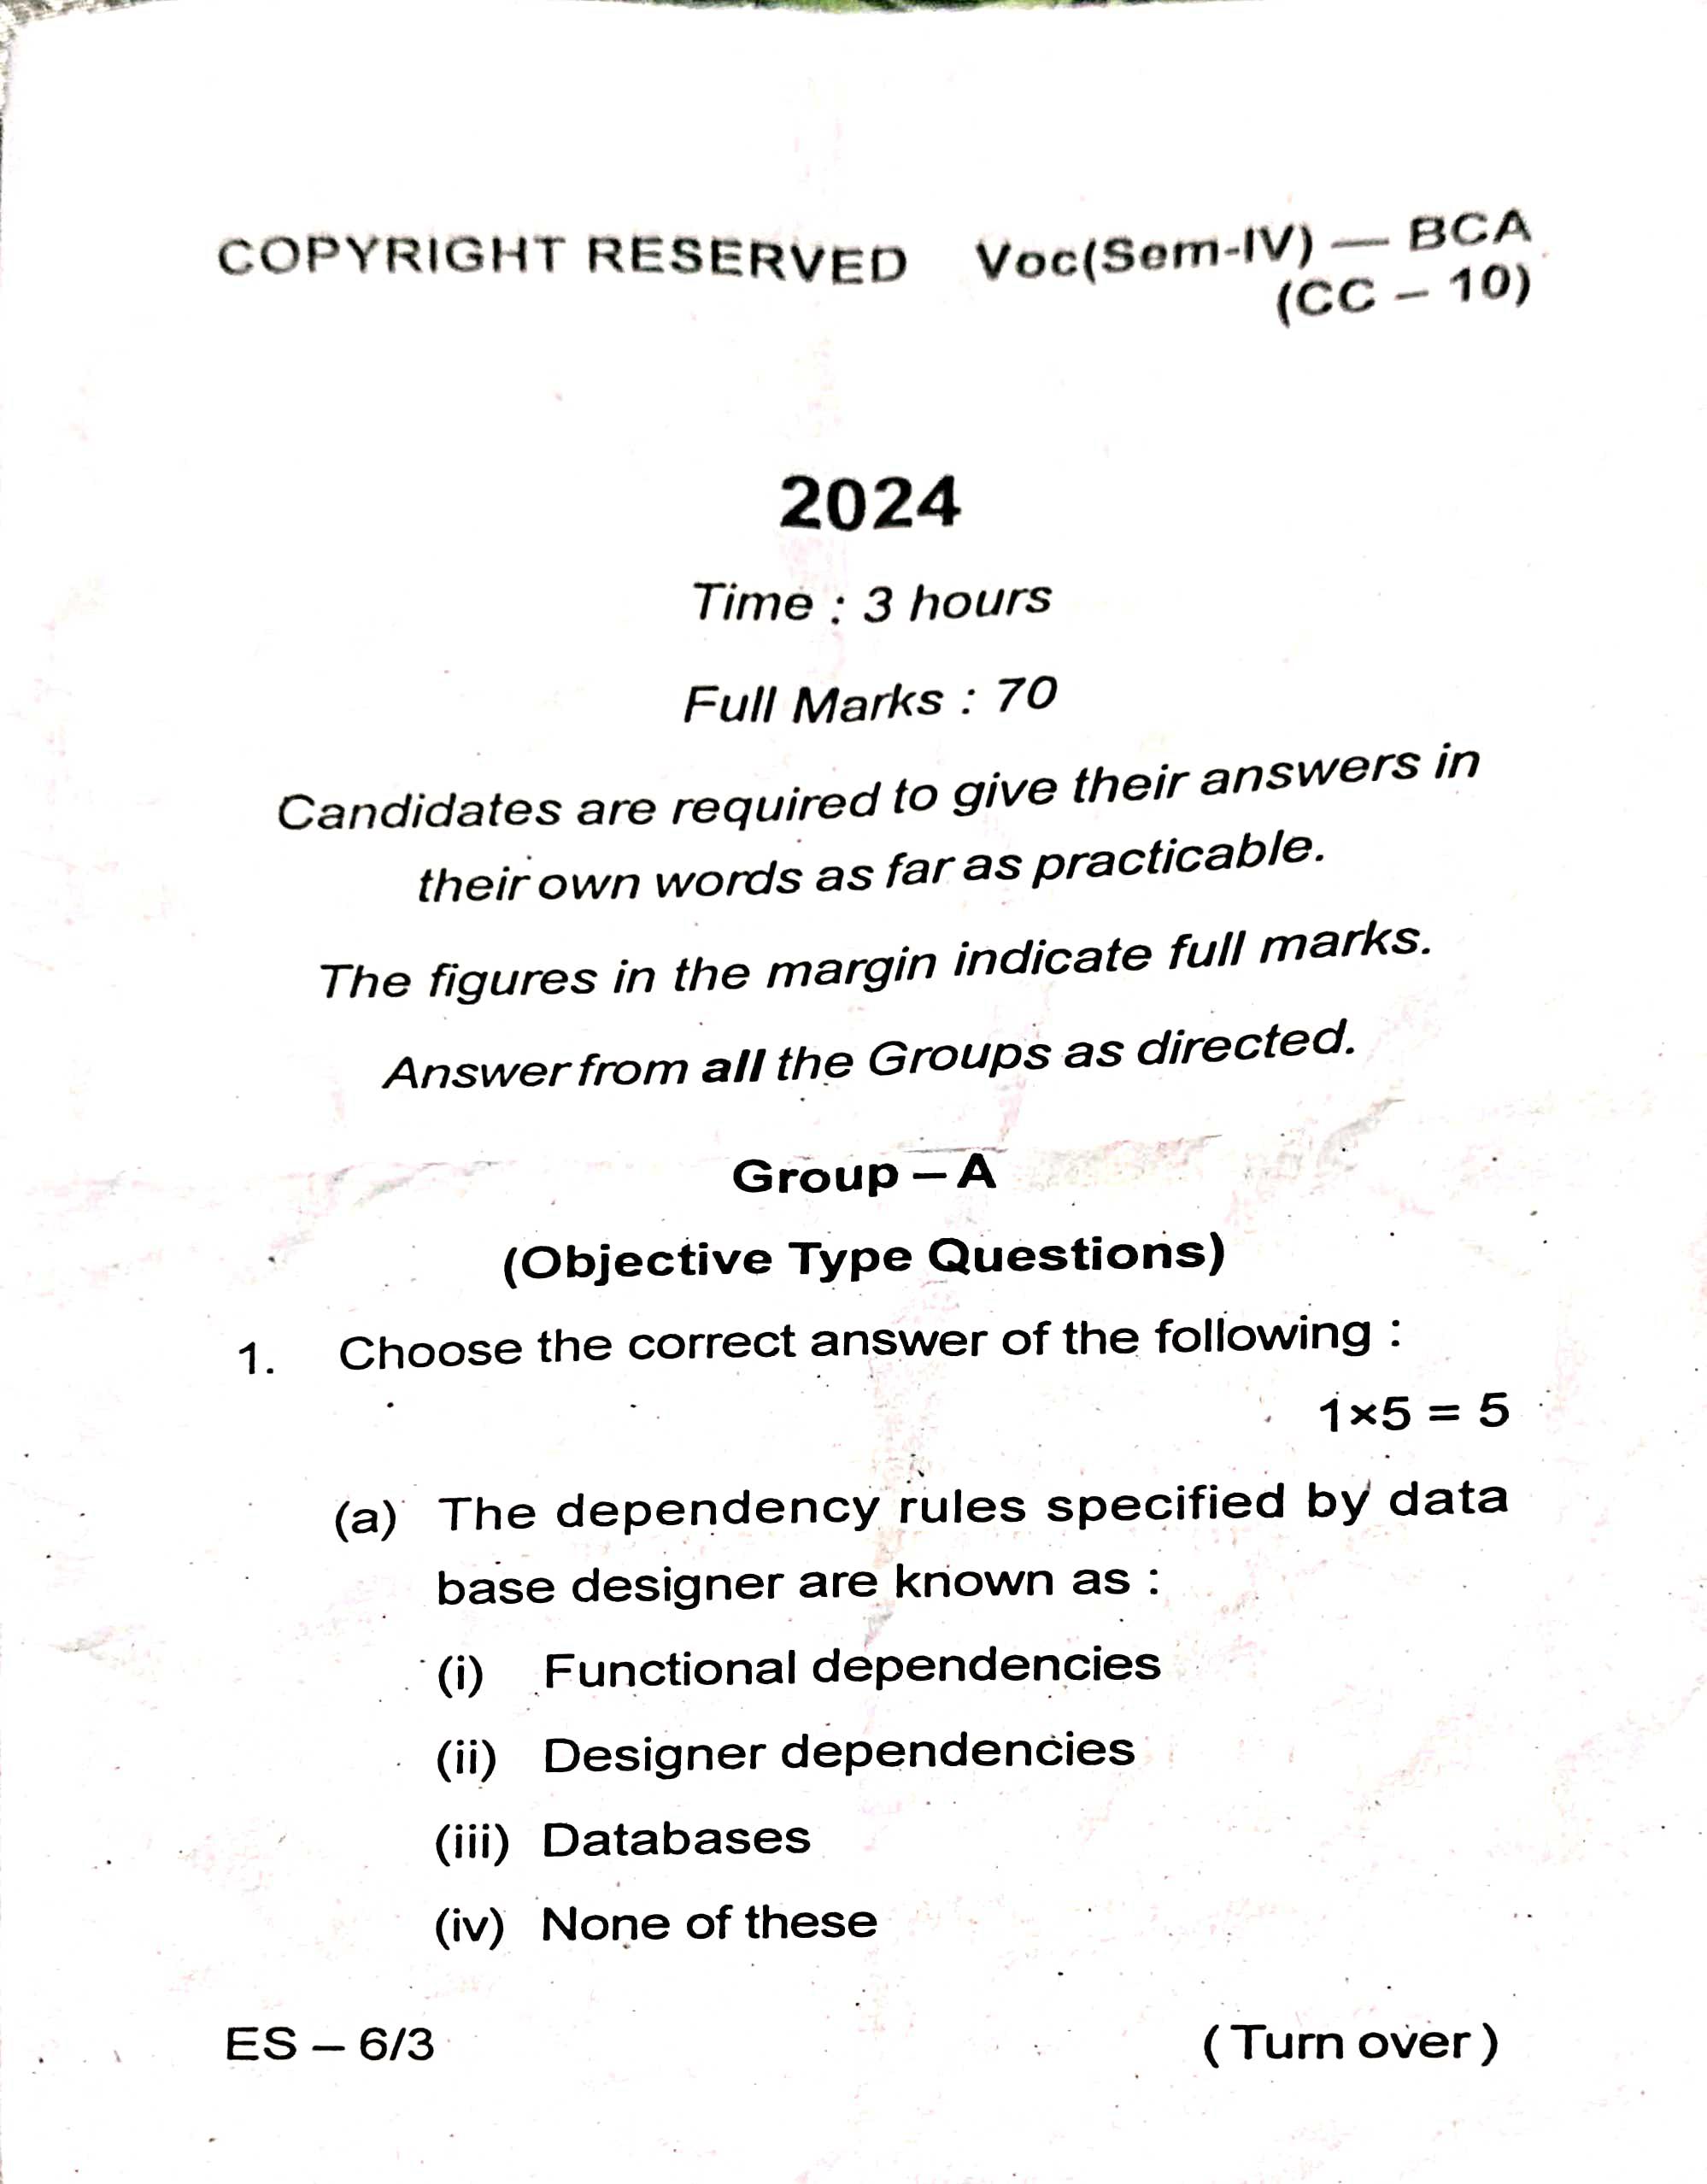 COPYRIGHT RESERVED Voc(Sem-IV) — BCA
(CC – 10)
2024
Time : 3 hours
Full Marks : 70
Candidates are required to give their answers in
their own words as far as practicable.
The figures in the margin indicate full marks.
Answer from all the Groups as directed.
Group – A
(Objective Type Questions)
1. Choose the correct answer of the following :
1×5 = 5
(a) The dependency rules specified by data
base designer are known as :
(i) Functional dependencies
(ii) Designer dependencies
(iii) Databases
(iv) None of these
ES – 6/3 ( Turn over )